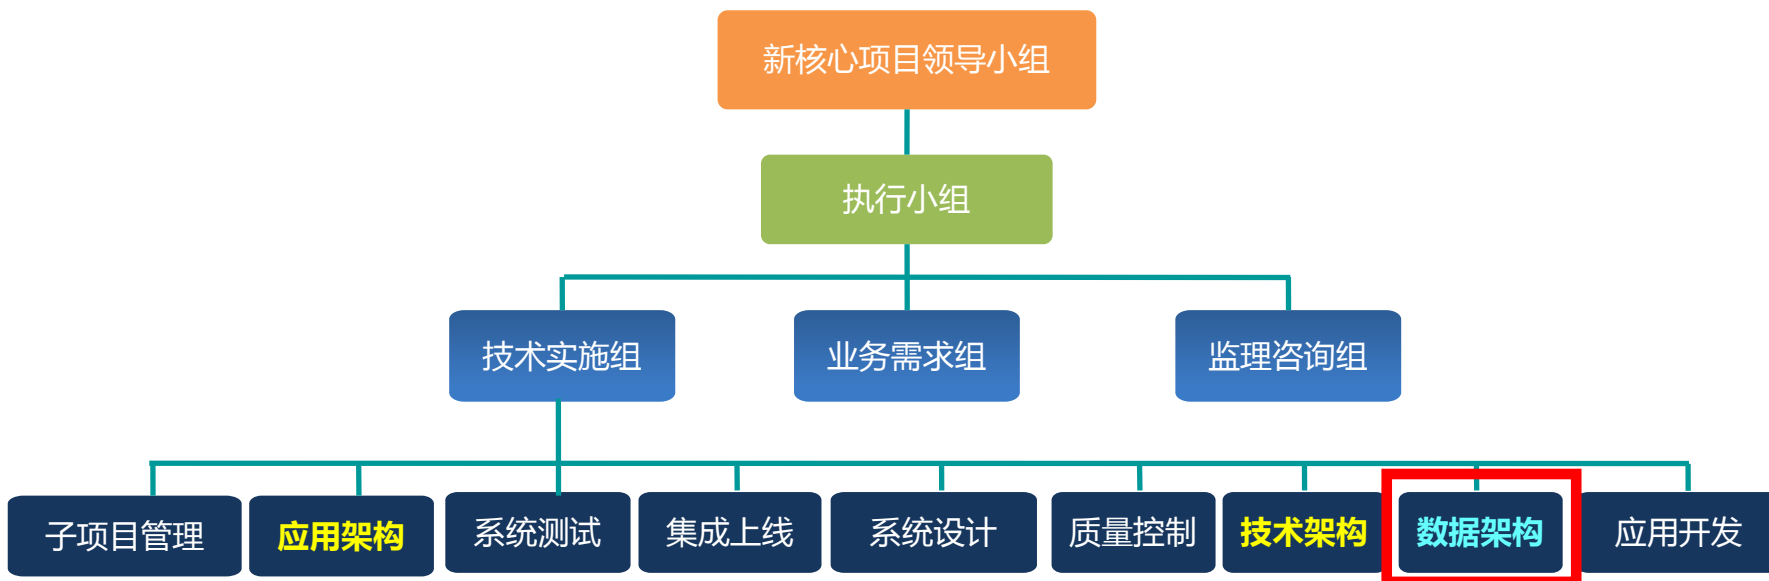 新核心项目领导小组
执行小组
技术实施组
业务需求组
监理咨询组
子项目管理
应用架构
系统测试
集成上线
系统设计
质量控制
技术架构
数据架构
应用开发